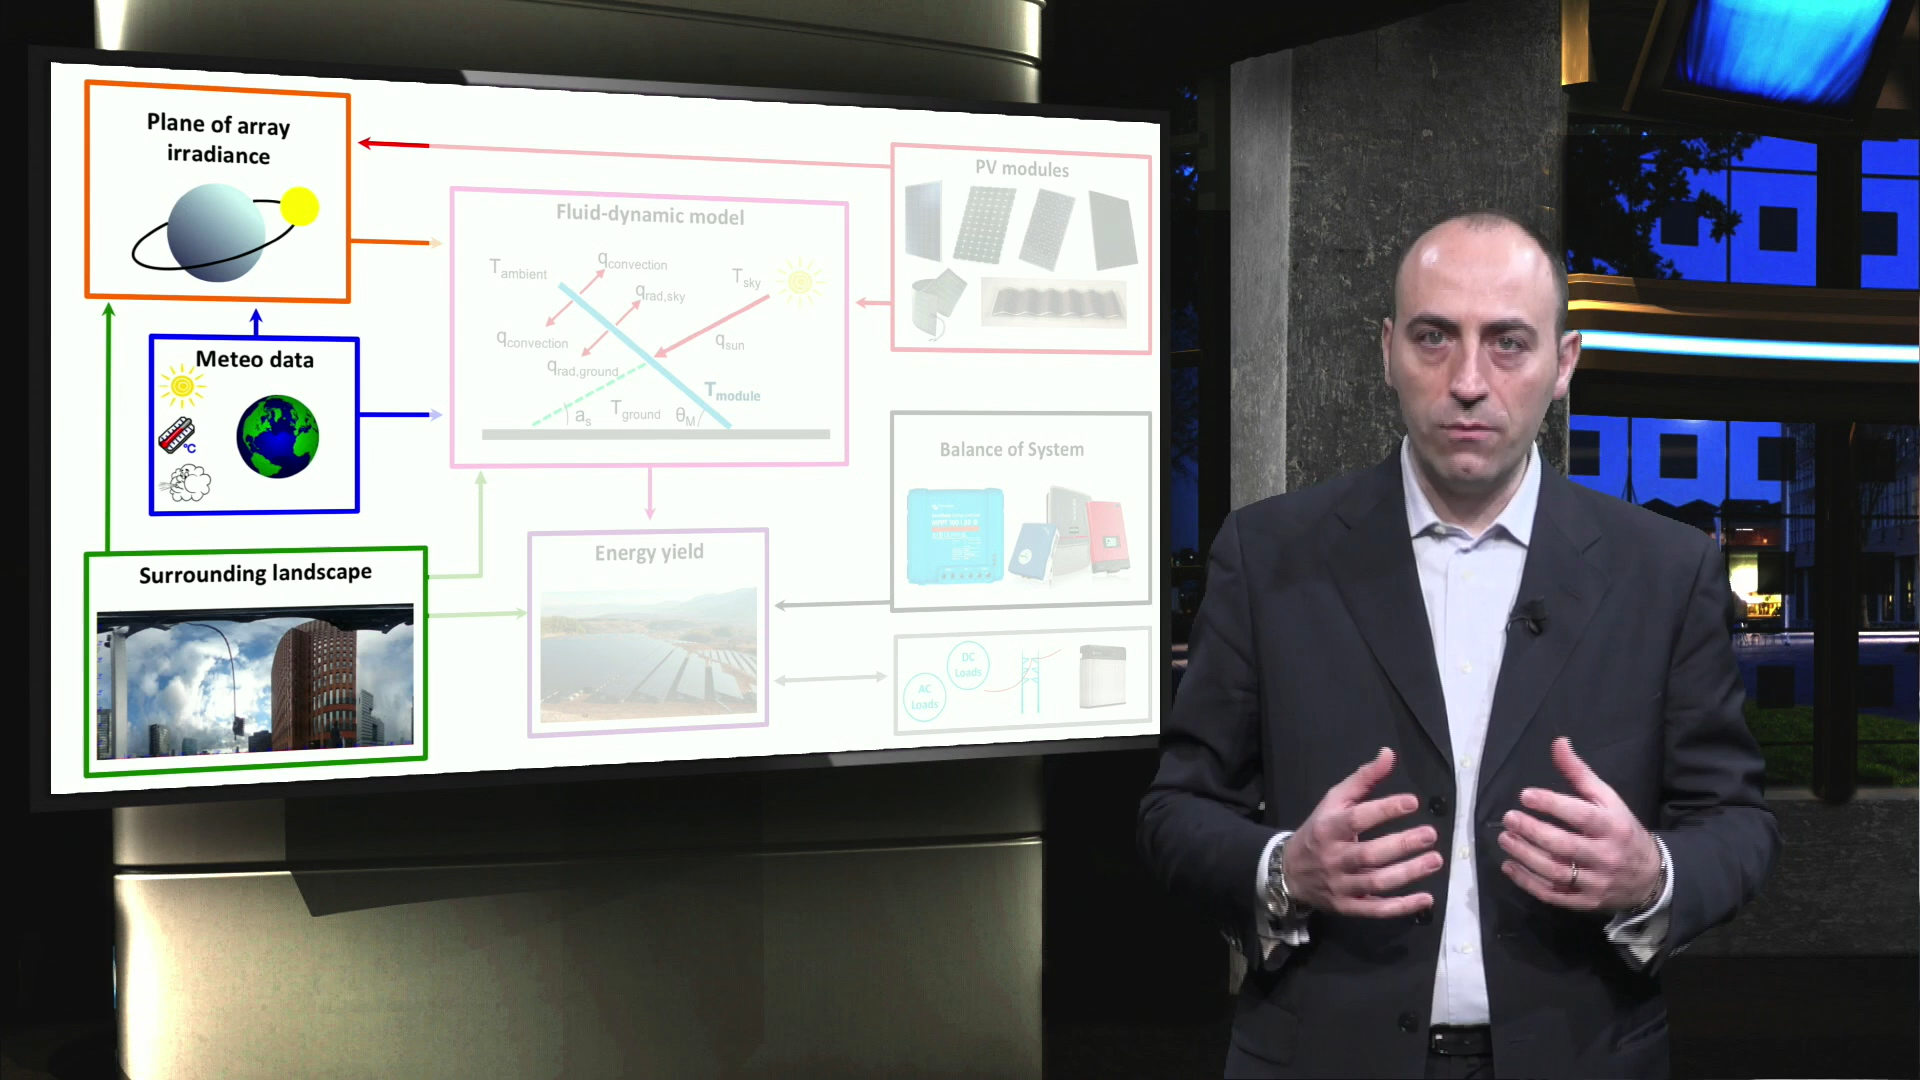 Plane of array
irradiance
Meteo data
°C
Surrounding landscape
Fluid-dynamic model
Tambient
qconvection
qrad,sky
Tsky
qconvection
qrad,ground
qsun
Tmodule
as
Tground
θM
Energy yield
PV modules
Balance of System
DC
Loads
AC
Loads